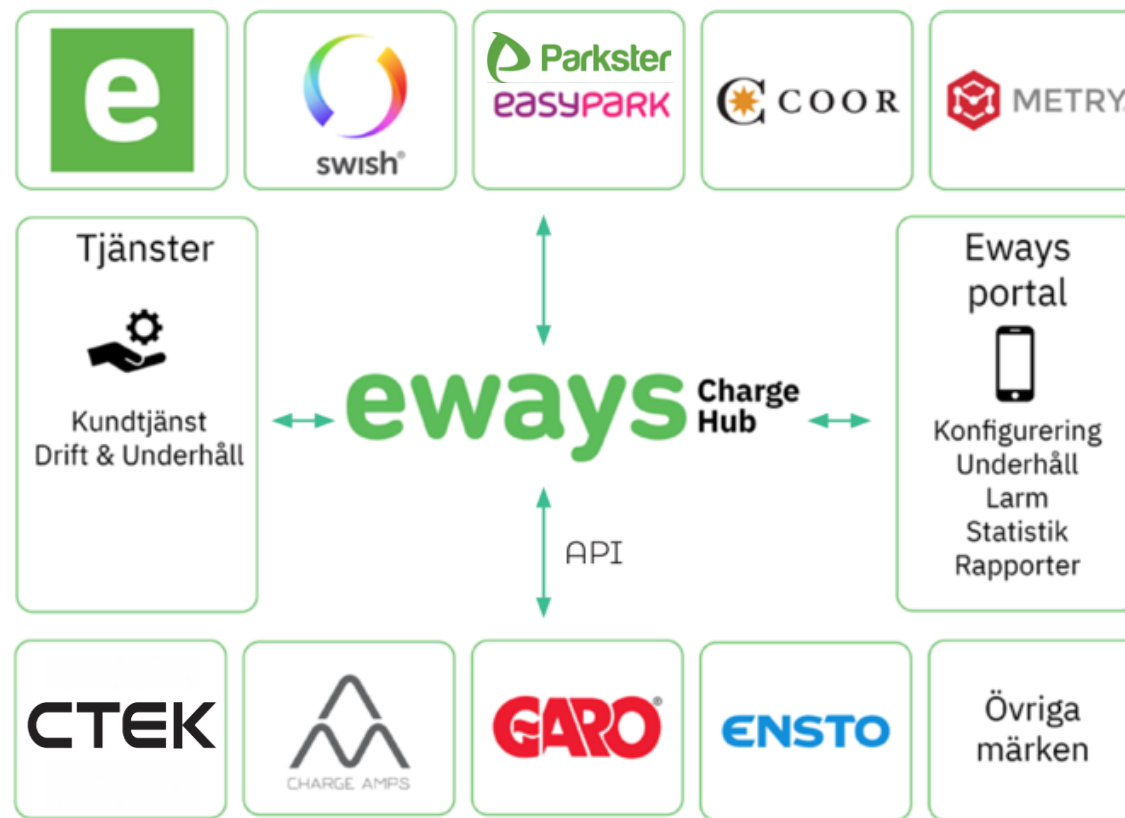 e
swish®
Parkster
easypark
COOR
METRY
Tjänster
Kundtjänst
Drift & Underhåll
eways Charge
Hub
Eways
portal
Konfigurering
Underhåll
Larm
Statistik
Rapporter
API
CTEK
CHARGE AMPS
GARO®
ENSTO
Övriga
märken